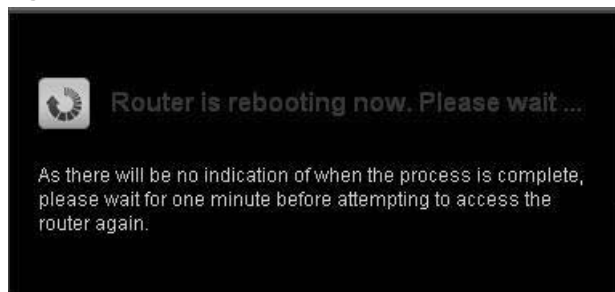 Router is rebooting now. Please wait ...
As there will be no indication of when the process is complete,
please wait for one minute before attempting to access the
router again.